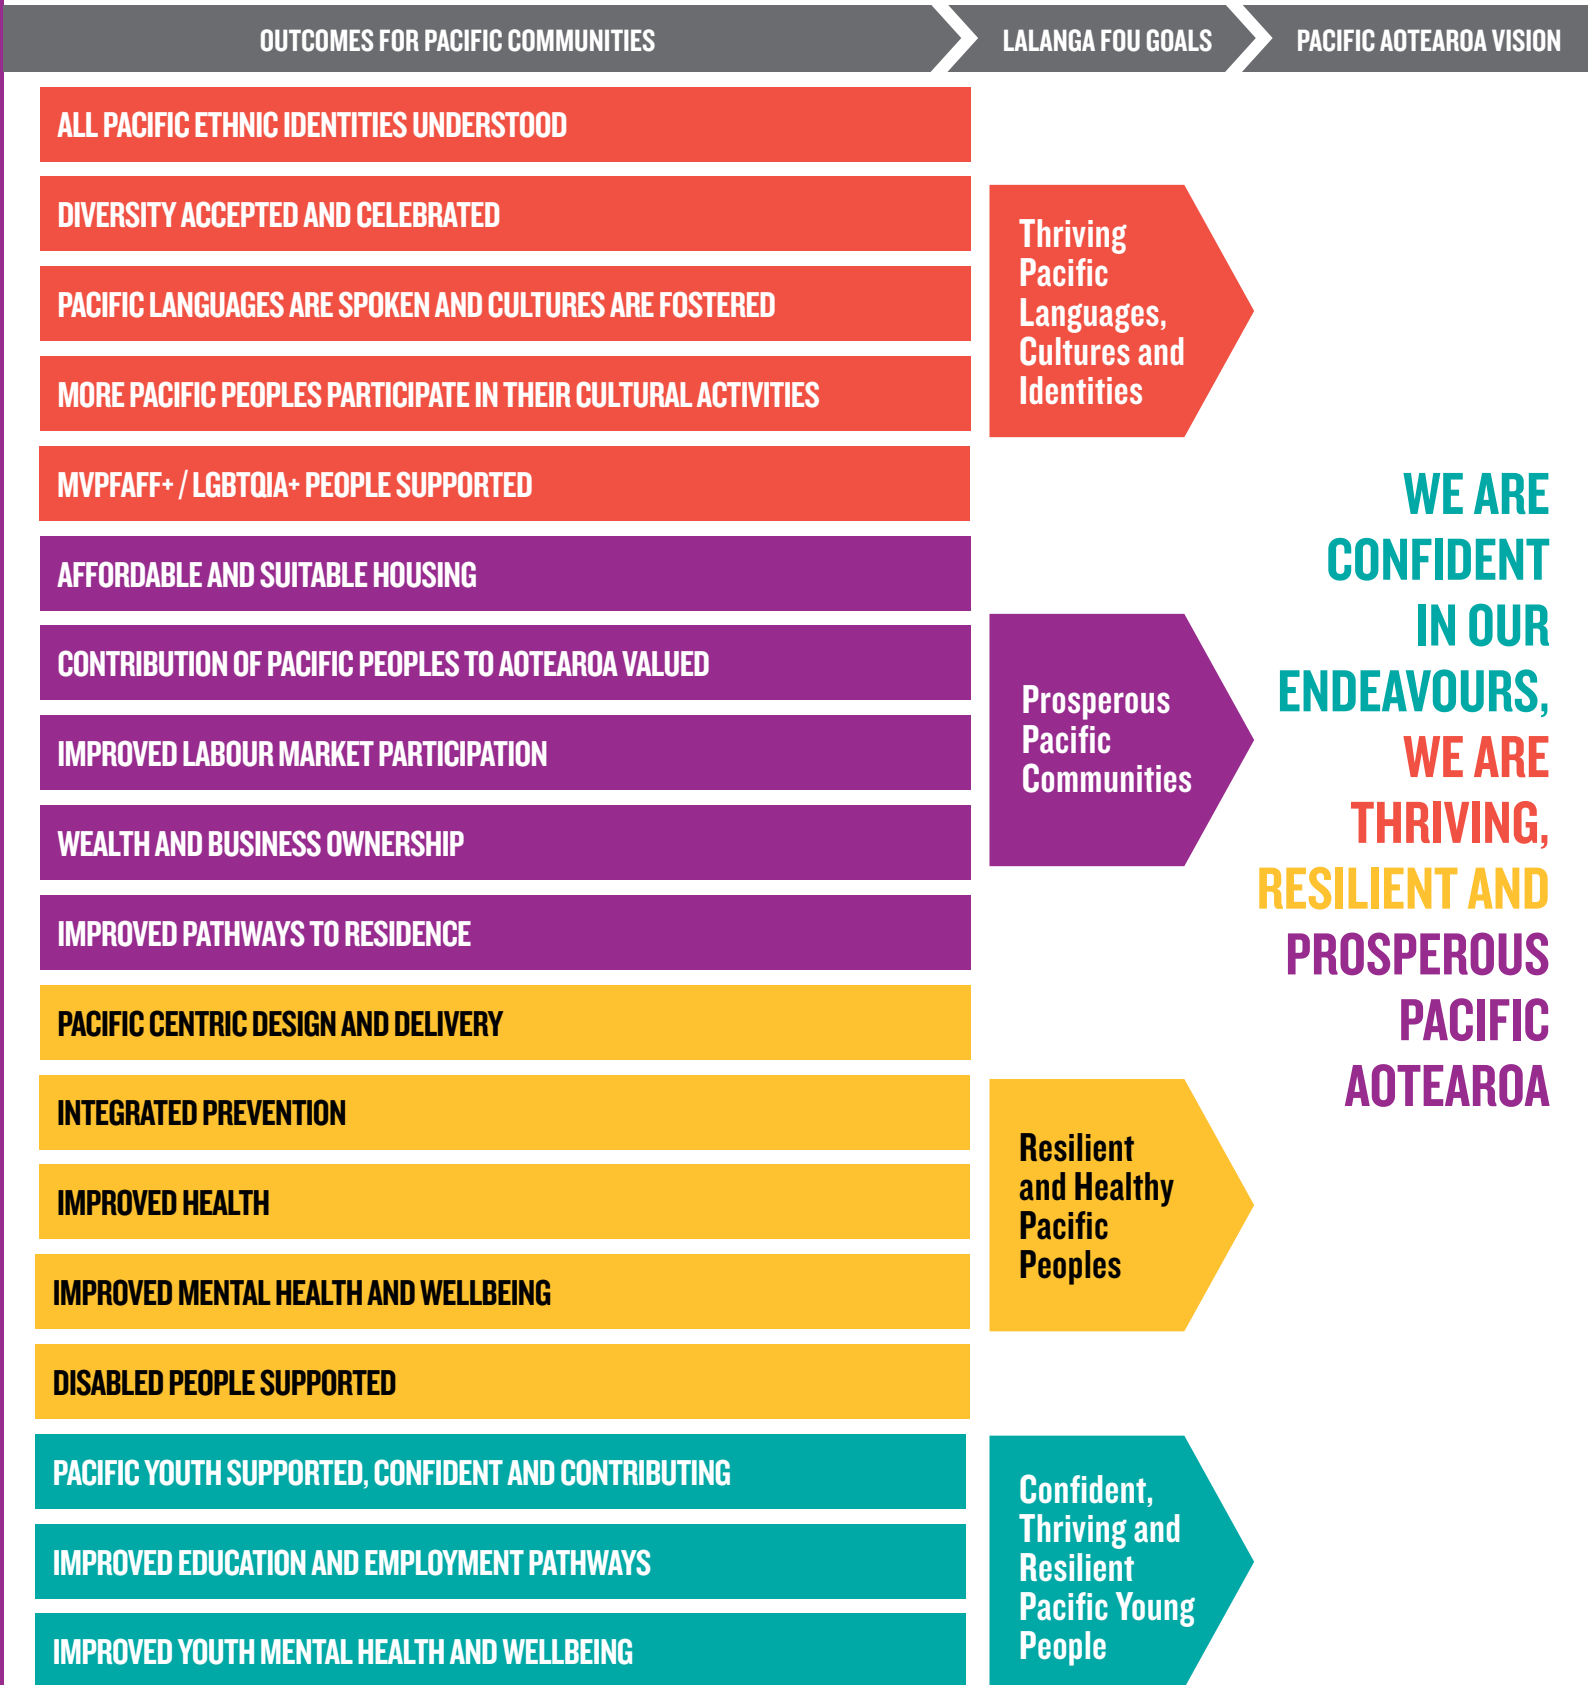 OUTCOMES FOR PACIFIC COMMUNITIES
LALANGA FOU GOALS
PACIFIC AOTEAROA VISION
ALL PACIFIC ETHNIC IDENTITIES UNDERSTOOD
DIVERSITY ACCEPTED AND CELEBRATED
PACIFIC LANGUAGES ARE SPOKEN AND CULTURES ARE FOSTERED
MORE PACIFIC PEOPLES PARTICIPATE IN THEIR CULTURAL ACTIVITIES
MVPFAFF+ / LGBTQIA+ PEOPLE SUPPORTED
Thriving
Pacific
Languages,
Cultures and
Identities
AFFORDABLE AND SUITABLE HOUSING
CONTRIBUTION OF PACIFIC PEOPLES TO AOTEAROA VALUED
IMPROVED LABOUR MARKET PARTICIPATION
WEALTH AND BUSINESS OWNERSHIP
IMPROVED PATHWAYS TO RESIDENCE
Prosperous
Pacific
Communities
PACIFIC CENTRIC DESIGN AND DELIVERY
INTEGRATED PREVENTION
IMPROVED HEALTH
IMPROVED MENTAL HEALTH AND WELLBEING
DISABLED PEOPLE SUPPORTED
Resilient
and Healthy
Pacific
Peoples
PACIFIC YOUTH SUPPORTED, CONFIDENT AND CONTRIBUTING
IMPROVED EDUCATION AND EMPLOYMENT PATHWAYS
IMPROVED YOUTH MENTAL HEALTH AND WELLBEING
Confident,
Thriving and
Resilient
Pacific Young
People
WE ARE
CONFIDENT
IN OUR
ENDEAVOURS,
WE ARE
THRIVING,
RESILIENT AND
PROSPEROUS
PACIFIC
AOTEAROA